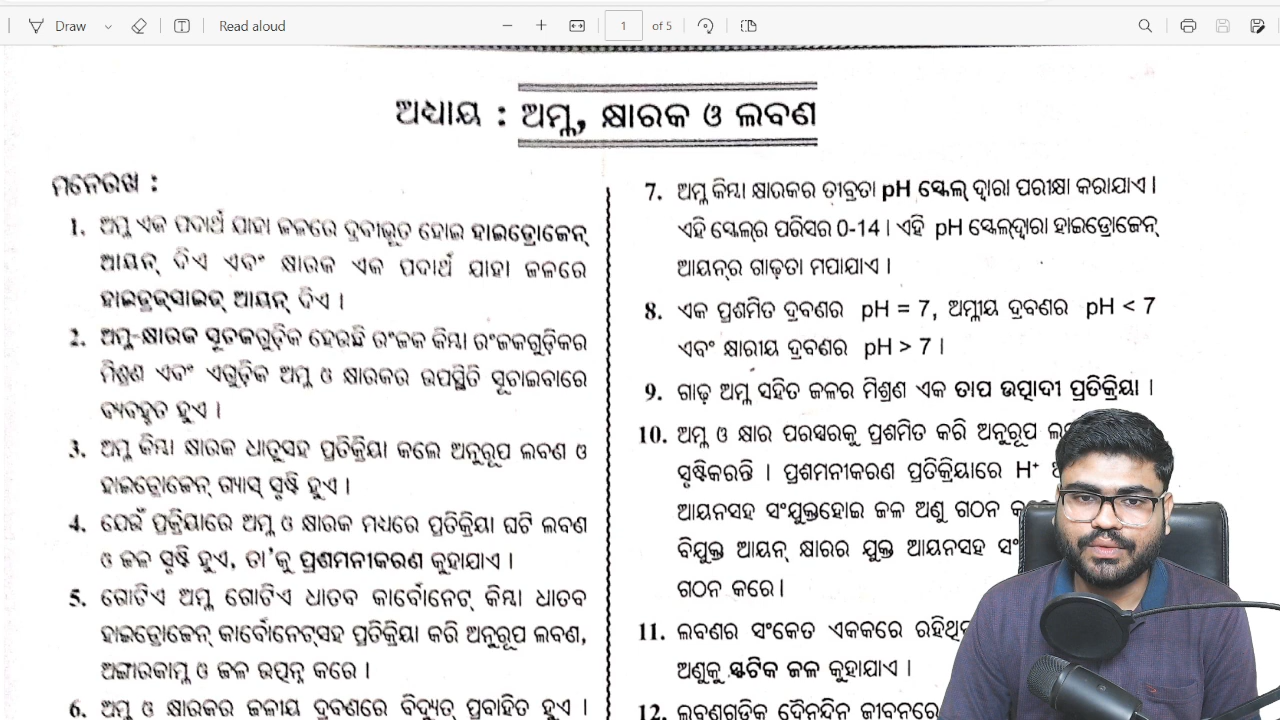 Draw
Read aloud
1
of 5
ଅଧ୍ୟାୟ : ଅମ୍ଳ, କ୍ଷାରକ ଓ ଲବଣ
ମନେରଖ :
1. ଅମ୍ଳ ଏକ ପଦାର୍ଥ ଯାହା ଜଳରେ ଦ୍ରବୀଭୂତ ହୋଇ ହାଇଡ୍ରୋଜେନ୍
ଆୟନ୍ ଦିଏ ଏବଂ କ୍ଷାରକ ଏକ ପଦାର୍ଥ ଯାହା ଜଳରେ
ହାଇଡ୍ରକ୍ସାଇଡ୍ ଆୟନ୍ ଦିଏ ।
2. ଅମ୍ଳ-କ୍ଷାରକ ସୂଚକଗୁଡ଼ିକ ହେଉଛି ରଂଜକ କିମ୍ବା ରଂଜକଗୁଡ଼ିକର
ମିଶ୍ରଣ ଏବଂ ଏଗୁଡ଼ିକ ଅମ୍ଳ ଓ କ୍ଷାରକର ଉପସ୍ଥିତି ସୂଚାଇବାରେ
ବ୍ୟବହୃତ ହୁଏ ।
3. ଅମ୍ଳ କିମ୍ବା କ୍ଷାରକ ଧାତୁସହ ପ୍ରତିକ୍ରିୟା କଲେ ଅନୁରୂପ ଲବଣ ଓ
ହାଇଡ୍ରୋଜେନ୍ ଗ୍ୟାସ୍ ସୃଷ୍ଟି ହୁଏ ।
4. ଯେଉଁ ପ୍ରକ୍ରିୟାରେ ଅମ୍ଳ ଓ କ୍ଷାରକ ମଧ୍ୟରେ ପ୍ରତିକ୍ରିୟା ଘଟି ଲବଣ
ଓ ଜଳ ସୃଷ୍ଟି ହୁଏ, ତା'କୁ ପ୍ରଶମନୀକରଣ କୁହାଯାଏ ।
5. ଗୋଟିଏ ଅମ୍ଳ ଗୋଟିଏ ଧାତବ କାର୍ବୋନେଟ୍ କିମ୍ବା ଧାତବ
ହାଇଡ୍ରୋଜେନ୍ କାର୍ବୋନେଟ୍‌ସହ ପ୍ରତିକ୍ରିୟା କରି ଅନୁରୂପ ଲବଣ,
ଅଙ୍ଗାରକାମ୍ଳ ଓ ଜଳ ଉତ୍ପନ୍ନ କରେ ।
6. ଅମ୍ଳ ଓ କ୍ଷାରକର ଜଳୀୟ ଦ୍ରବଣରେ ବିଦ୍ୟୁତ୍ ପ୍ରବାହିତ ହୁଏ ।
7. ଅମ୍ଳ କିମ୍ବା କ୍ଷାରକର ତୀବ୍ରତା pH ସ୍କେଲ୍ ଦ୍ୱାରା ପରୀକ୍ଷା କରାଯାଏ ।
ଏହି ସ୍କେଲ୍‌ର ପରିସର 0-14 । ଏହି pH ସ୍କେଲ୍‌ଦ୍ୱାରା ହାଇଡ୍ରୋଜେନ୍
ଆୟନ୍‌ର ଗାଢ଼ତା ମପାଯାଏ ।
8. ଏକ ପ୍ରଶମିତ ଦ୍ରବଣର pH = 7, ଅମ୍ଳୀୟ ଦ୍ରବଣର pH < 7
ଏବଂ କ୍ଷାରୀୟ ଦ୍ରବଣର pH > 7 ।
9. ଗାଢ଼ ଅମ୍ଳ ସହିତ ଜଳର ମିଶ୍ରଣ ଏକ ତାପ ଉତ୍ପାଦୀ ପ୍ରତିକ୍ରିୟା ।
10. ଅମ୍ଳ ଓ କ୍ଷାର ପରସ୍ପରକୁ ପ୍ରଶମିତ କରି ଅନୁରୂପ
ସୃଷ୍ଟିକରନ୍ତି । ପ୍ରଶମନୀକରଣ ପ୍ରତିକ୍ରିୟାରେ H⁺
ଆୟନସହ ସଂଯୁକ୍ତହୋଇ ଜଳ ଅଣୁ ଗଠନ
ବିଯୁକ୍ତ ଆୟନ୍ କ୍ଷାରର ଯୁକ୍ତ ଆୟନସହ
ଗଠନ କରେ ।
11. ଲବଣର ସଂକେତ ଏକକରେ
ଅଣୁକୁ ସ୍ଫଟିକ ଜଳ କୁହାଯାଏ ।
12. ଲବଣଗୁଡ଼ିକ ଦୈନନ୍ଦିନ ଜୀବନରେ